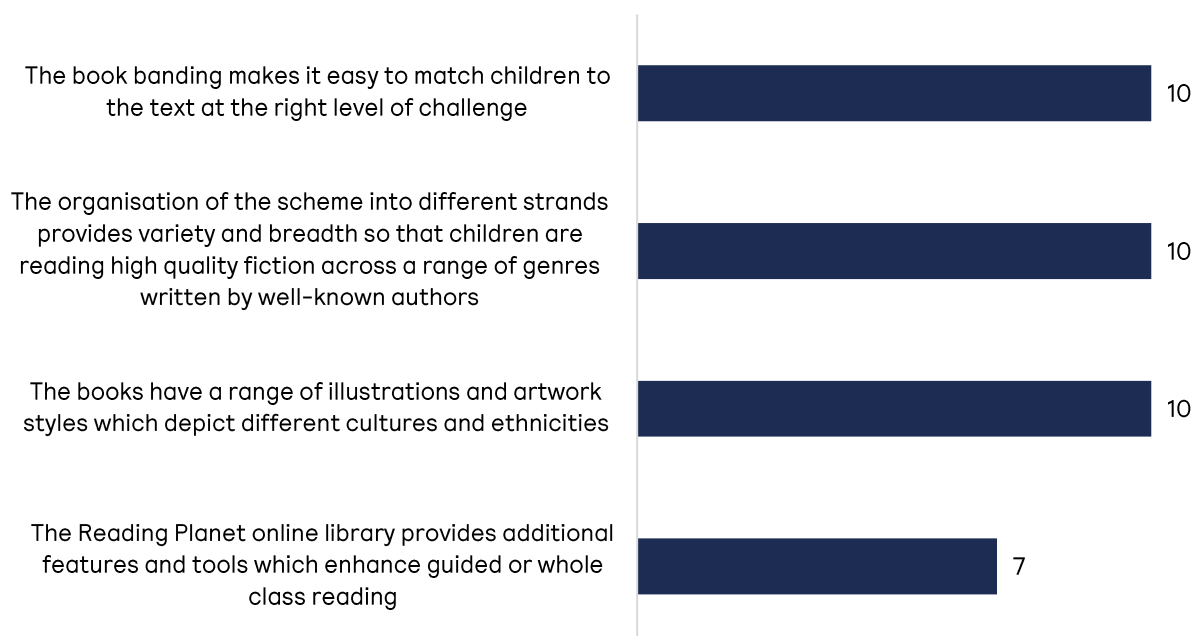 The book banding makes it easy to match children to
the text at the right level of challenge
10
The organisation of the scheme into different strands
provides variety and breadth so that children are
reading high quality fiction across a range of genres
written by well-known authors
10
The books have a range of illustrations and artwork
styles which depict different cultures and ethnicities
10
The Reading Planet online library provides additional
features and tools which enhance guided or whole
class reading
7